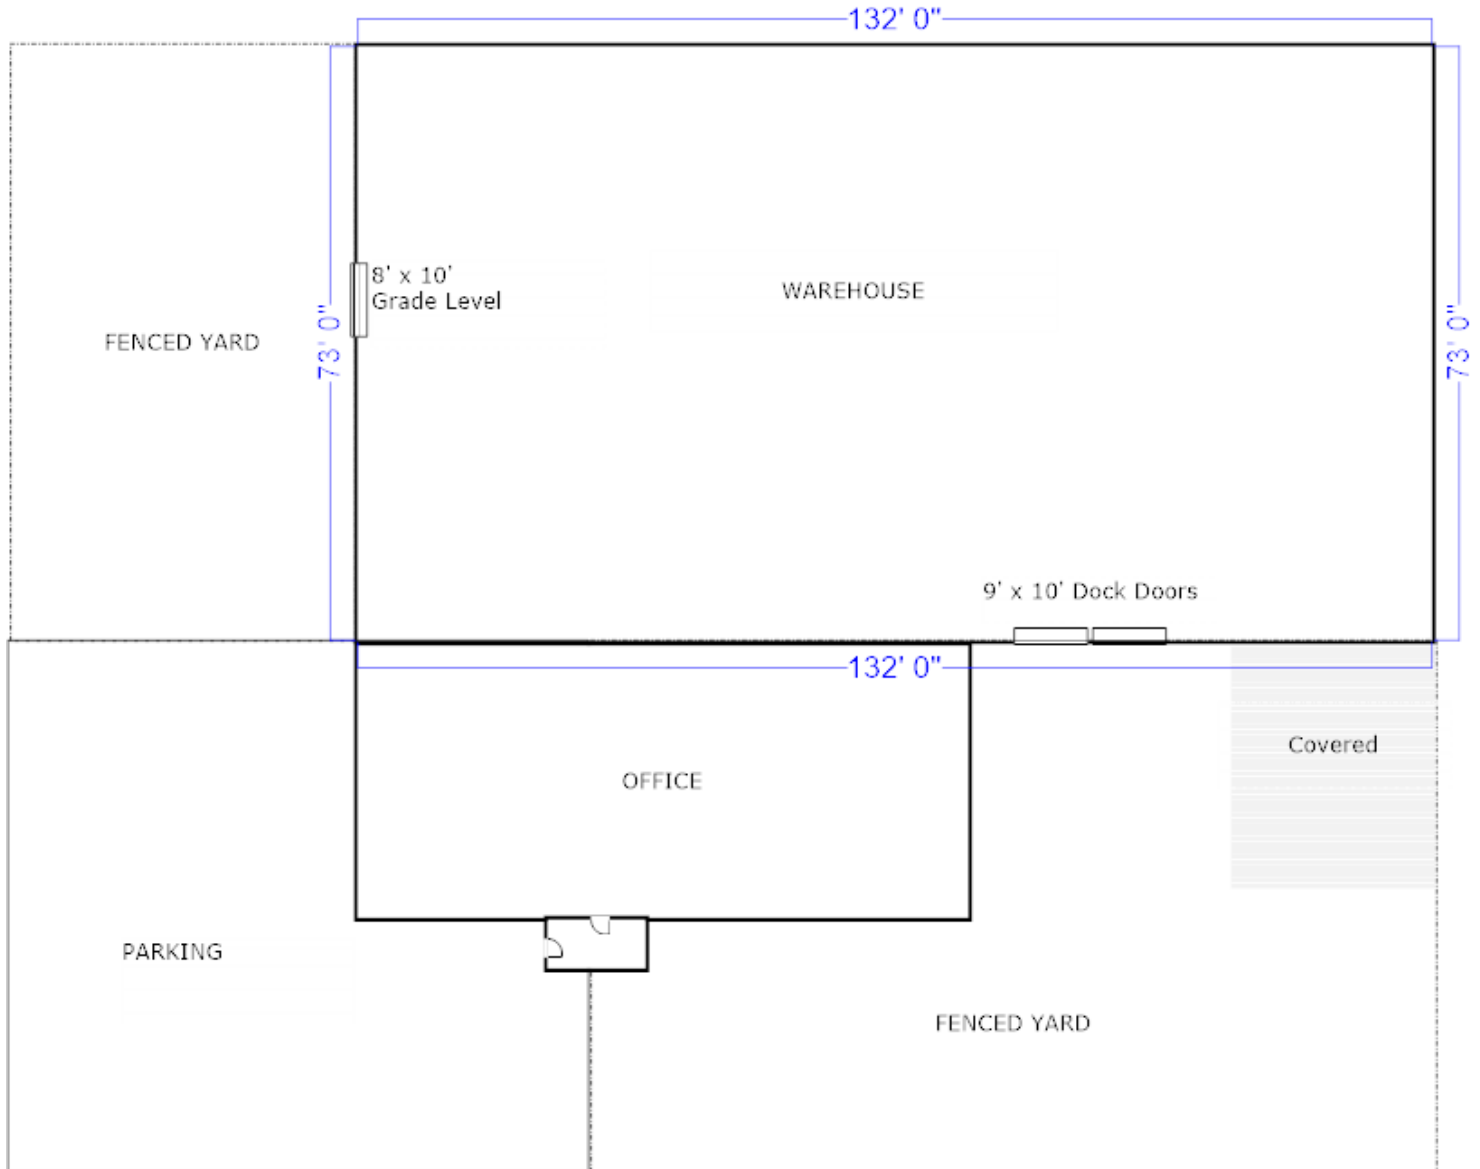 132' 0"
8' x 10'
Grade Level
WAREHOUSE
FENCED YARD
73' 0"
73' 0"
9' x 10' Dock Doors
132' 0"
Covered
OFFICE
PARKING
FENCED YARD